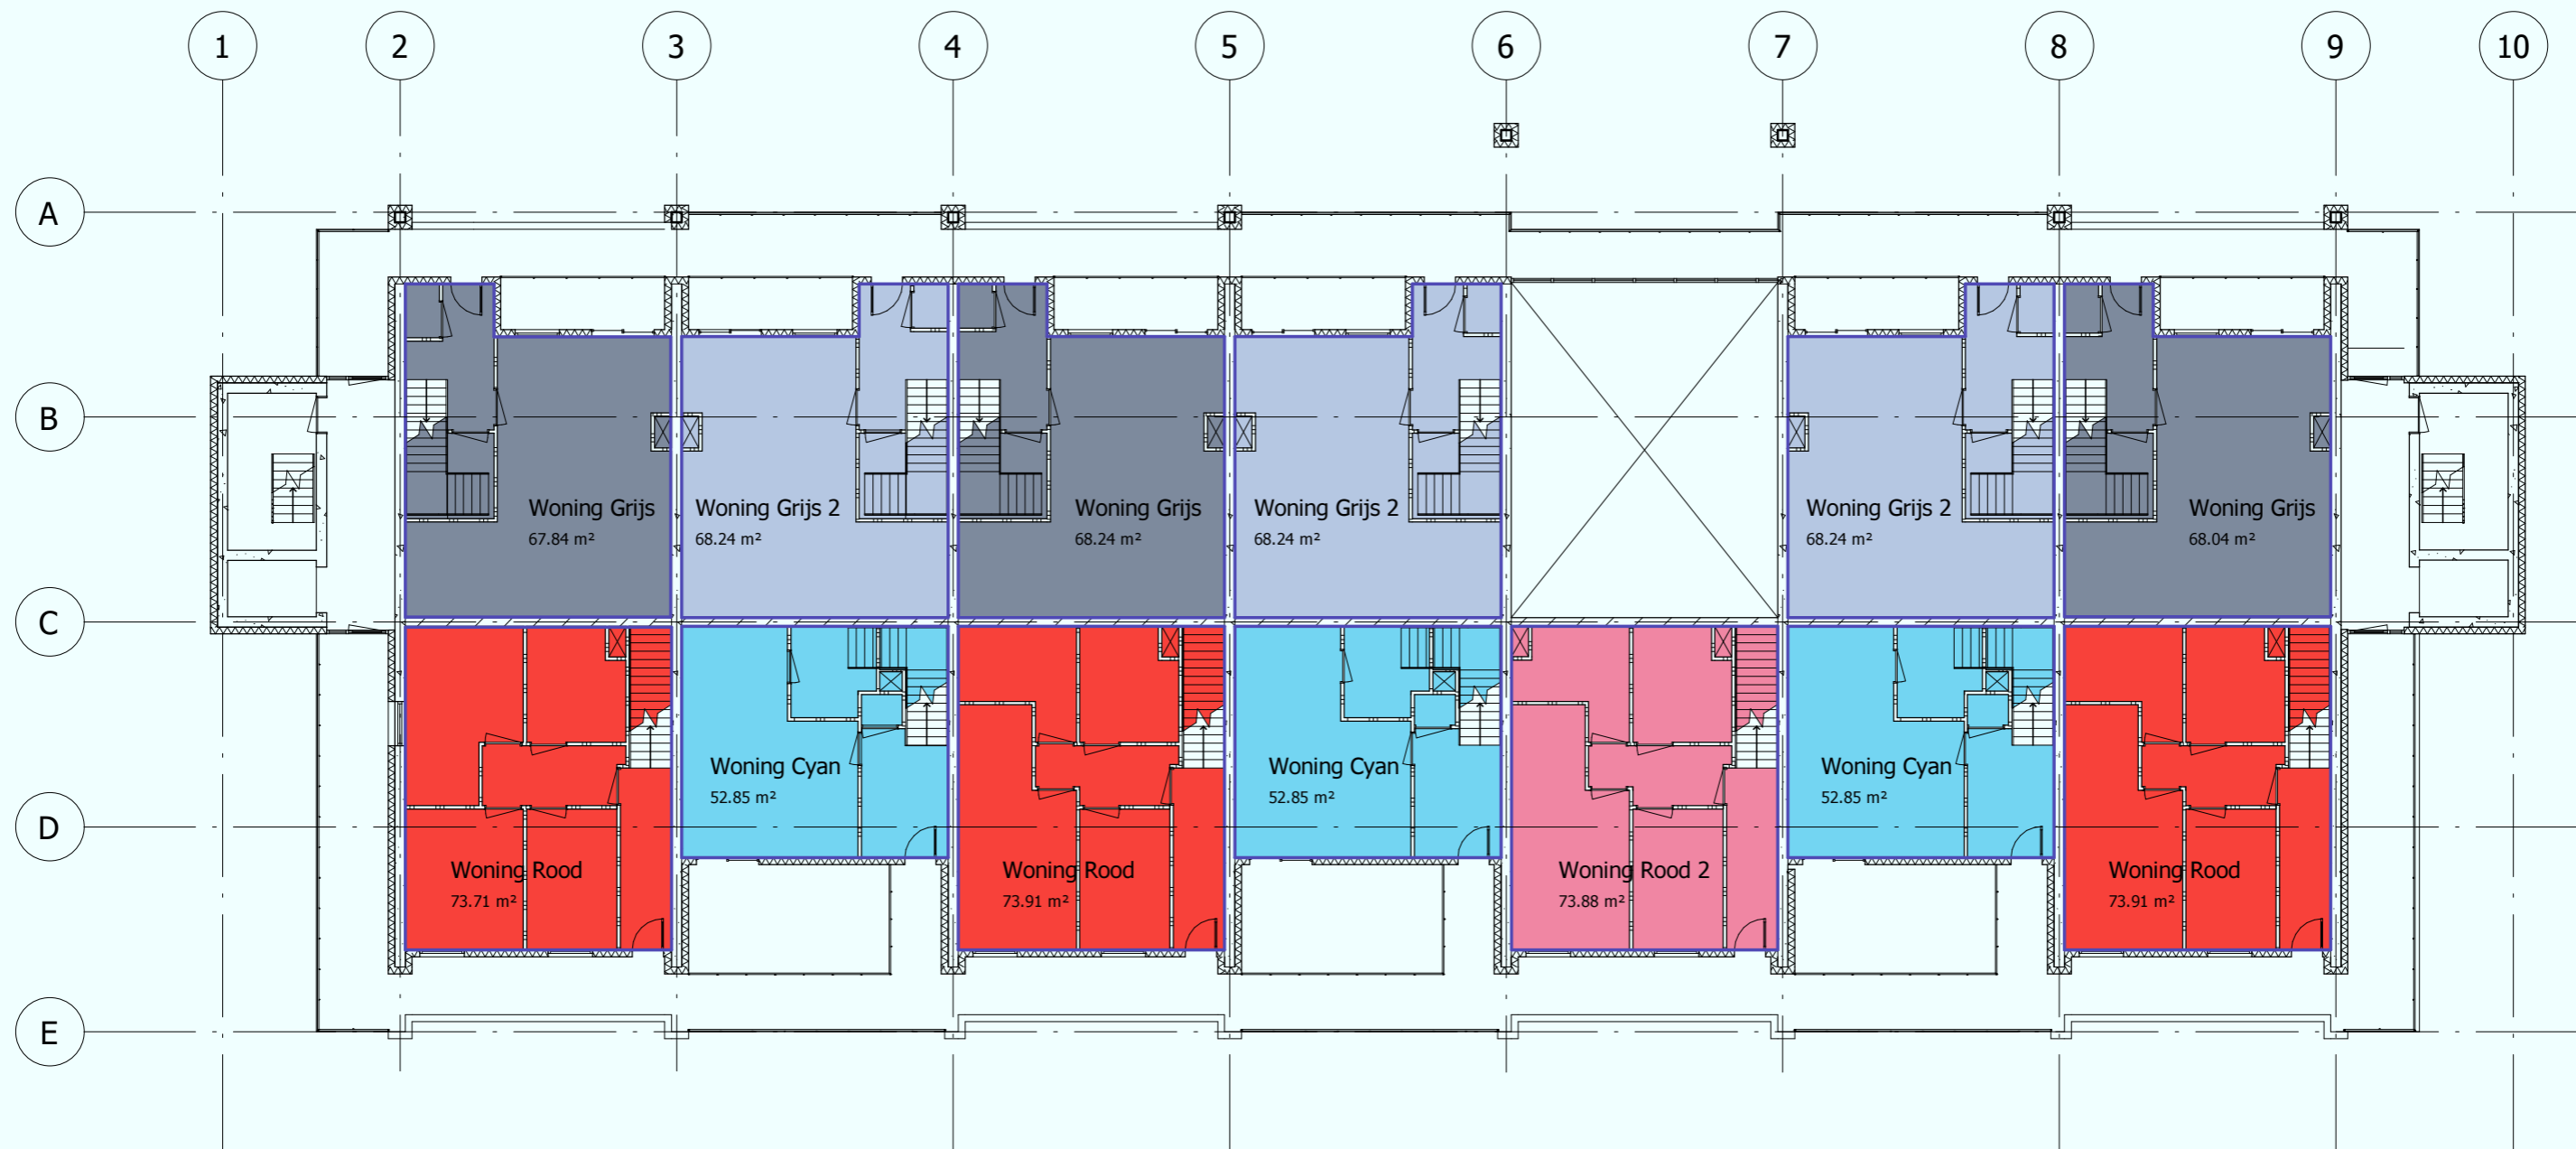 1 2 3 4 5 6 7 8 9 10
A
B
Woning Grijs Woning Grijs 2 Woning Grijs Woning Grijs 2 Woning Grijs 2 Woning Grijs
67.84 m² 68.24 m² 68.24 m² 68.24 m² 68.24 m² 68.04 m²
C
Woning Cyan Woning Cyan Woning Cyan
52.85 m² 52.85 m² 52.85 m²
D
Woning Rood Woning Rood Woning Rood 2 Woning Rood
73.71 m² 73.91 m² 73.88 m² 73.91 m²
E